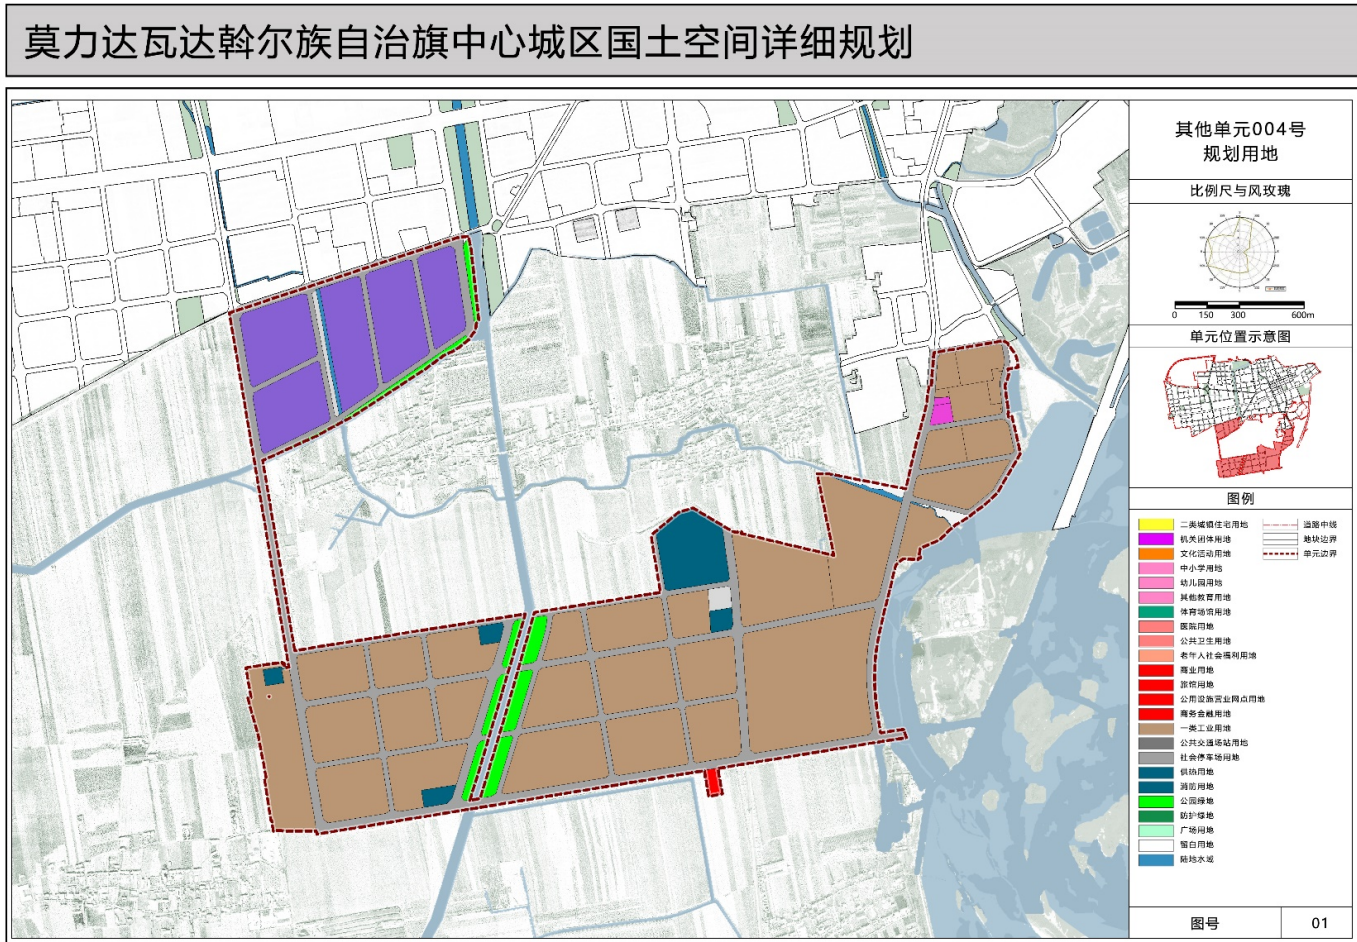 莫力达瓦达斡尔族自治旗中心城区国土空间详细规划
其他单元004号
规划用地
比例尺与风玫瑰
0 150 300 600m
单元位置示意图
图例
二类城镇住宅用地
机关团体用地
文化活动用地
中小学用地
幼儿园用地
其他教育用地
体育场馆用地
医院用地
公共卫生用地
老年人社会福利用地
商业用地
旅馆用地
公用设施营业网点用地
商务金融用地
一类工业用地
公共交通场站用地
社会停车场用地
供热用地
消防用地
公园绿地
防护绿地
广场用地
留白用地
陆地水域
道路中线
地块边界
单元边界
图号 01